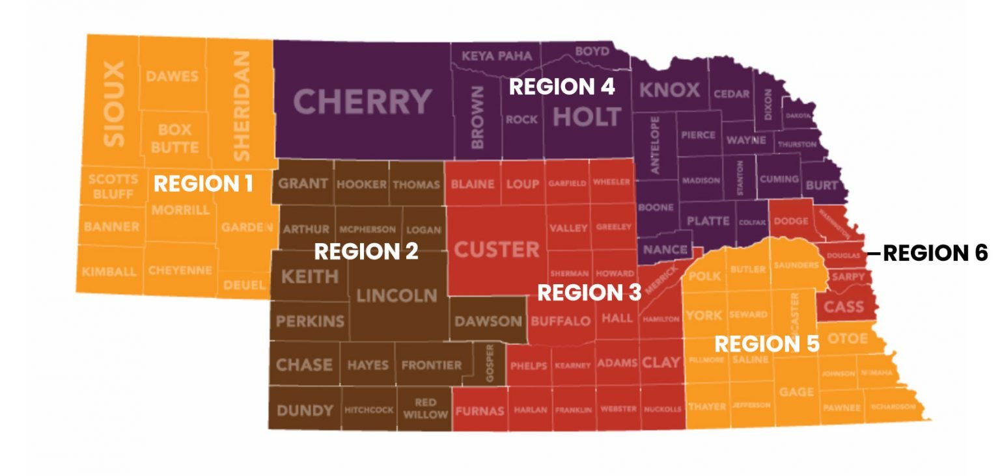 SIOUX
DAWES
SHERIDAN
BOX
BUTTE
SCOTTS
BLUFF
REGION 1
MORRILL
BANNER
GARDEN
KIMBALL
CHEYENNE
DEUEL
CHERRY
KEYA PAHA
BOYD
REGION 4
BROWN
ROCK
HOLT
KNOX
CEDAR
DIXON
DAKOTA
ANTELOPE
PIERCE
WAYNE
THURSTON
MADISON
STANTON
CUMING
BURT
BOONE
PLATTE
COLFAX
NANCE
GRANT
HOOKER
THOMAS
ARTHUR
MCPHERSON
LOGAN
REGION 2
KEITH
LINCOLN
PERKINS
DAWSON
CHASE
HAYES
FRONTIER
GOSPER
DUNDY
HITCHCOCK
RED
WILLOW
BLAINE
LOUP
GARFIELD
WHEELER
CUSTER
VALLEY
GREELEY
SHERMAN
HOWARD
REGION 3
MERRICK
BUFFALO
HALL
HAMILTON
PHELPS
KEARNEY
ADAMS
CLAY
FURNAS
HARLAN
FRANKLIN
WEBSTER
NUCKOLLS
DODGE
WASHINGTON
DOUGLAS
REGION 6
SARPY
CASS
POLK
BUTLER
SAUNDERS
YORK
SEWARD
REGION 5
OTOE
FILLMORE
SALINE
JOHNSON
GAGE
THAYER
JEFFERSON
PAWNEE